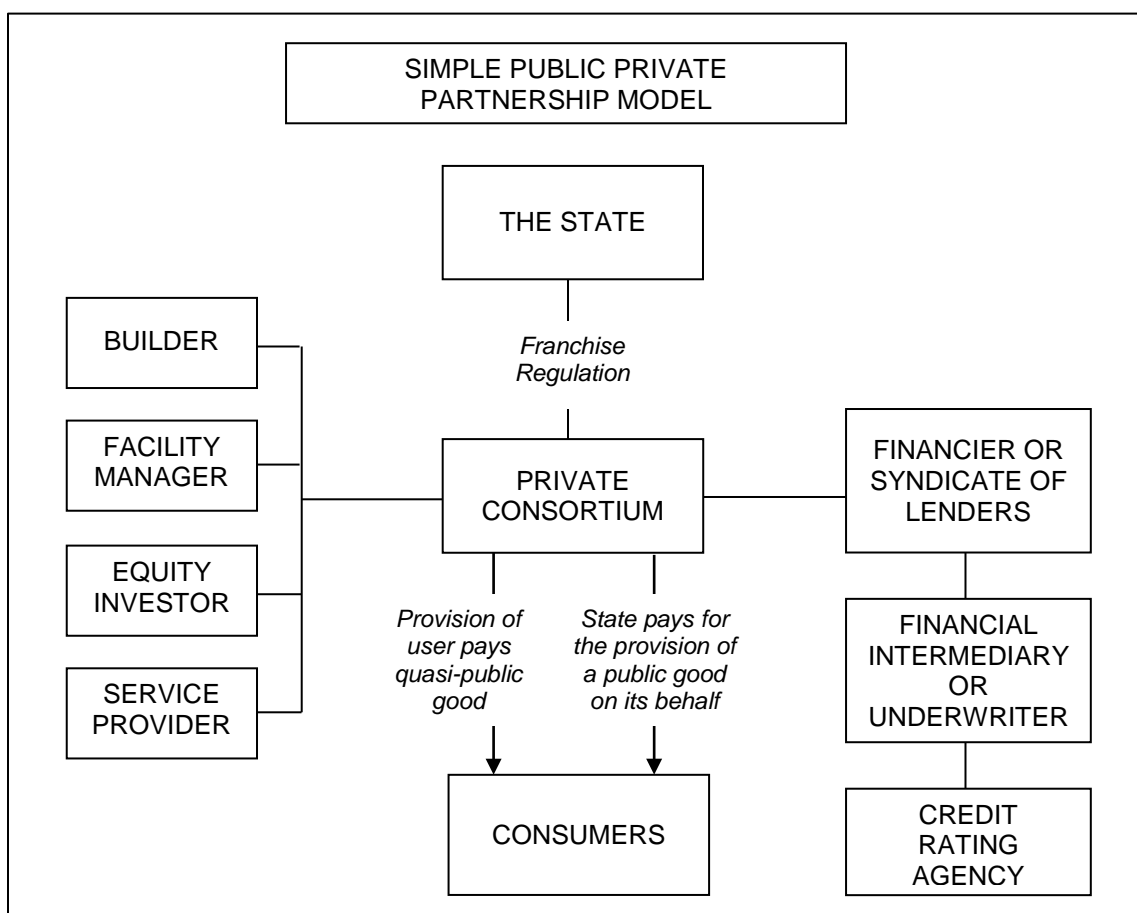 SIMPLE PUBLIC PRIVATE
PARTNERSHIP MODEL
THE STATE
Franchise
Regulation
BUILDER
FACILITY
MANAGER
EQUITY
INVESTOR
SERVICE
PROVIDER
PRIVATE
CONSORTIUM
FINANCIER OR
SYNDICATE OF
LENDERS
Provision of
user pays
quasi-public
good
State pays for
the provision of
a public good
on its behalf
FINANCIAL
INTERMEDIARY
OR
UNDERWRITER
CONSUMERS
CREDIT
RATING
AGENCY